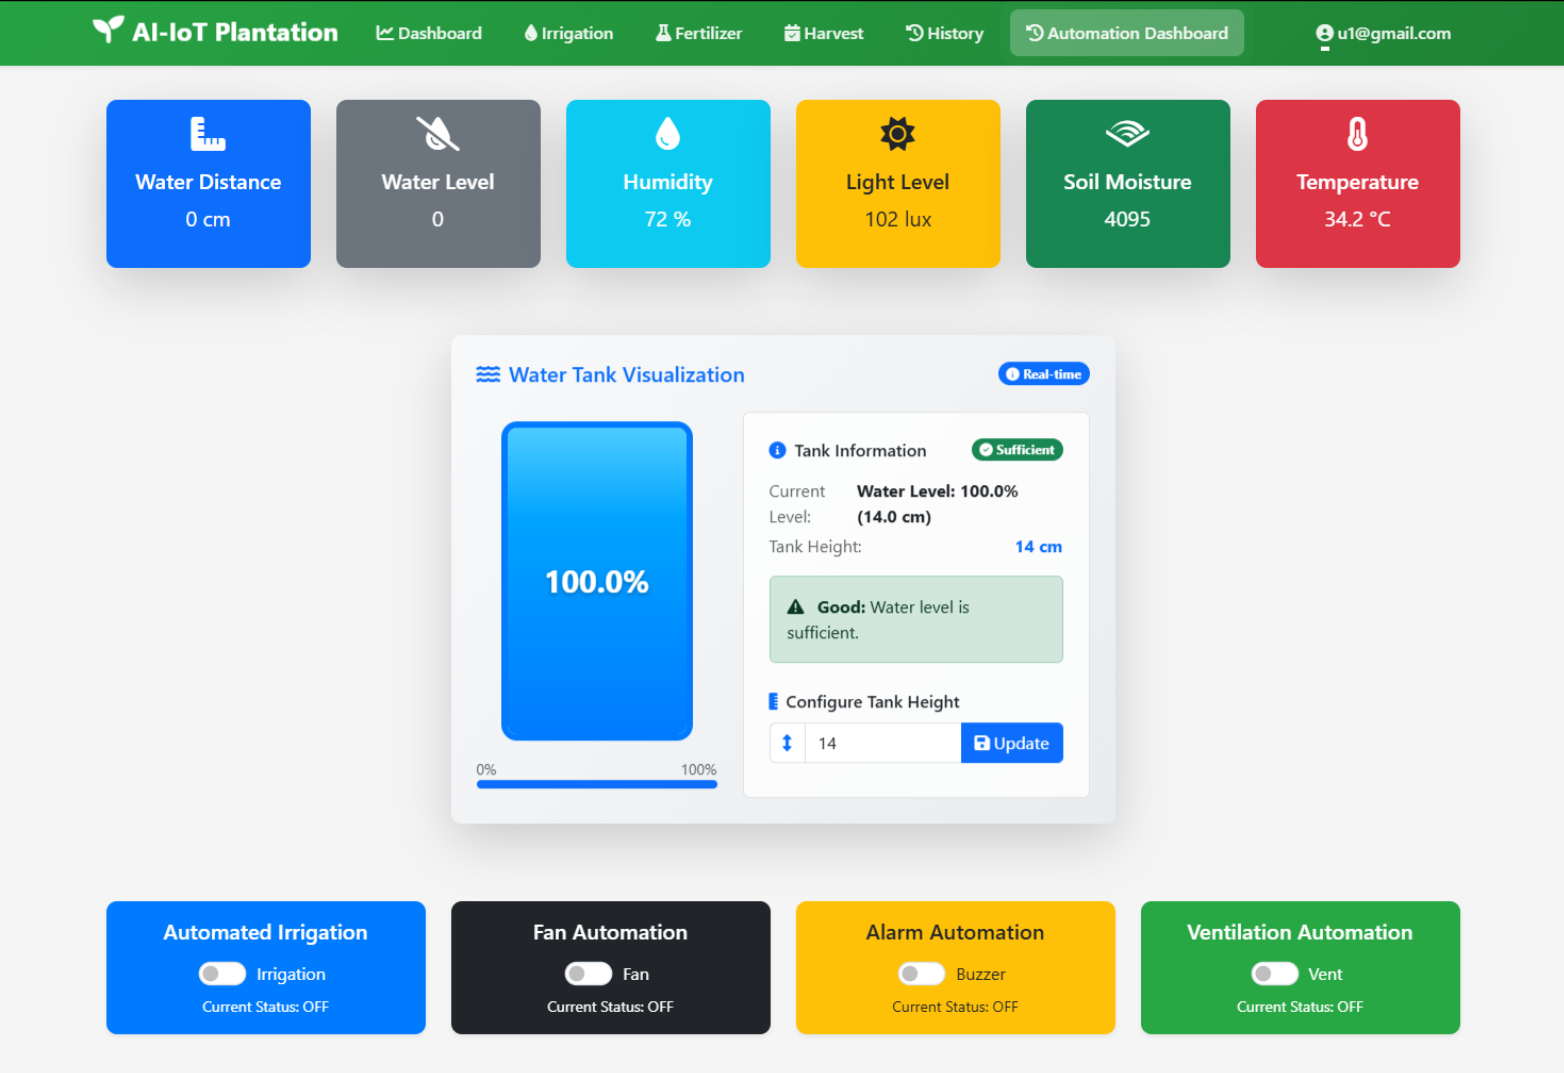 AI-IoT Plantation
Dashboard
Irrigation
Fertilizer
Harvest
History
Automation Dashboard
u1@gmail.com
Water Distance
0 cm
Water Level
0
Humidity
72 %
Light Level
102 lux
Soil Moisture
4095
Temperature
34.2 °C
Water Tank Visualization
Real-time
100.0%
0%
100%
Tank Information
Sufficient
Current Level:
Water Level: 100.0%
(14.0 cm)
Tank Height:
14 cm
Good: Water level is
sufficient.
Configure Tank Height
14
Update
Automated Irrigation
Irrigation
Current Status: OFF
Fan Automation
Fan
Current Status: OFF
Alarm Automation
Buzzer
Current Status: OFF
Ventilation Automation
Vent
Current Status: OFF